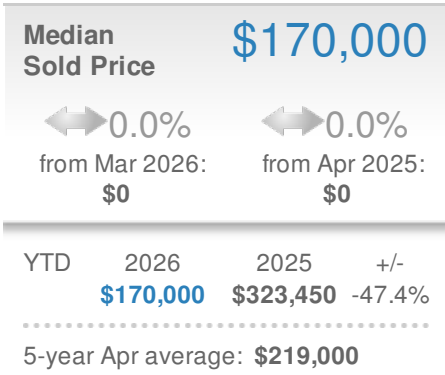 Median $170,000
Sold Price
0.0% 0.0%
from Mar 2026: from Apr 2025:
$0 $0
YTD 2026 2025 +/-
$170,000 $323,450 -47.4%
5-year Apr average: $219,000